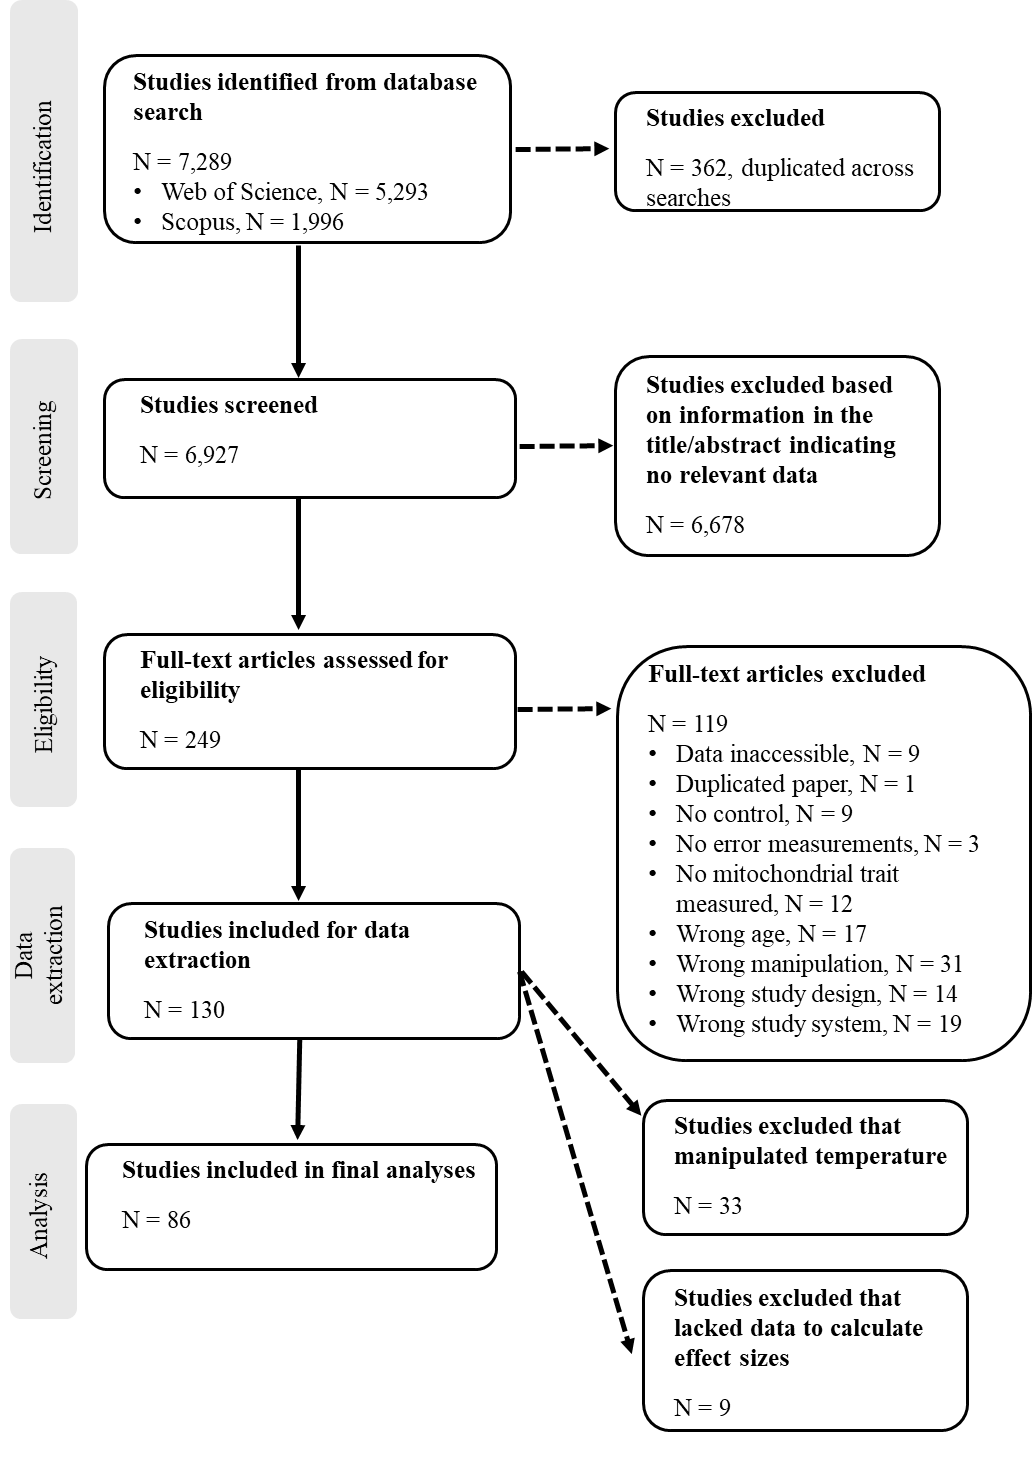 Identification
Studies identified from database
search
N = 7,289
• Web of Science, N = 5,293
• Scopus, N = 1,996
Studies excluded
N = 362, duplicated across
searches
Screening
Studies screened
N = 6,927
Studies excluded based
on information in the
title/abstract indicating
no relevant data
N = 6,678
Eligibility
Full-text articles assessed for
eligibility
N = 249
Full-text articles excluded
N = 119
• Data inaccessible, N = 9
• Duplicated paper, N = 1
• No control, N = 9
• No error measurements, N = 3
• No mitochondrial trait
measured, N = 12
• Wrong age, N = 17
• Wrong manipulation, N = 31
• Wrong study design, N = 14
• Wrong study system, N = 19
Data
extraction
Studies included for data
extraction
N = 130
Studies excluded that
manipulated temperature
N = 33
Analysis
Studies included in final analyses
N = 86
Studies excluded that
lacked data to calculate
effect sizes
N = 9